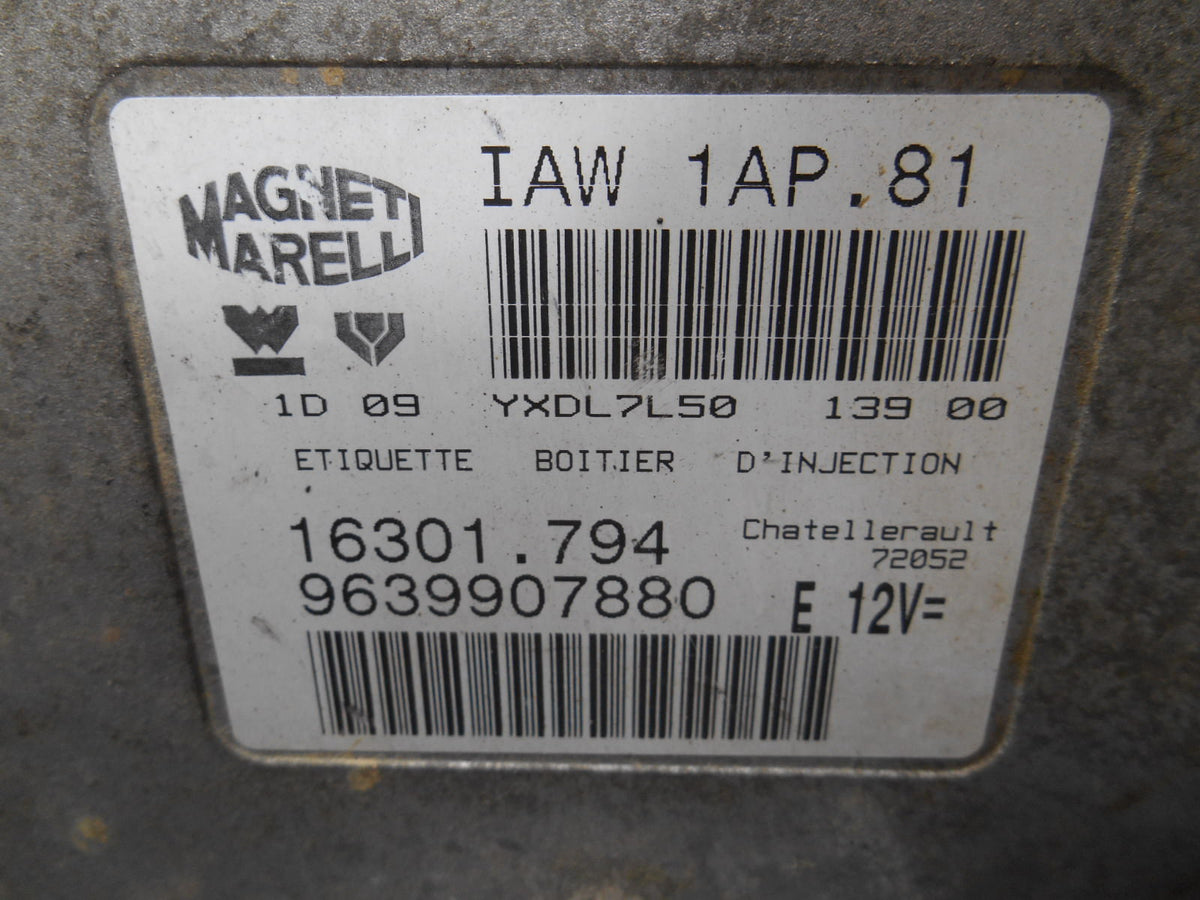 MAGNETI
MARELLI
IAW 1AP.81
1D 09 YXDL7L50 139 00
ETIQUETTE BOITIER D'INJECTION
16301.794 Chatellerault
72052
9639907880 E 12V=